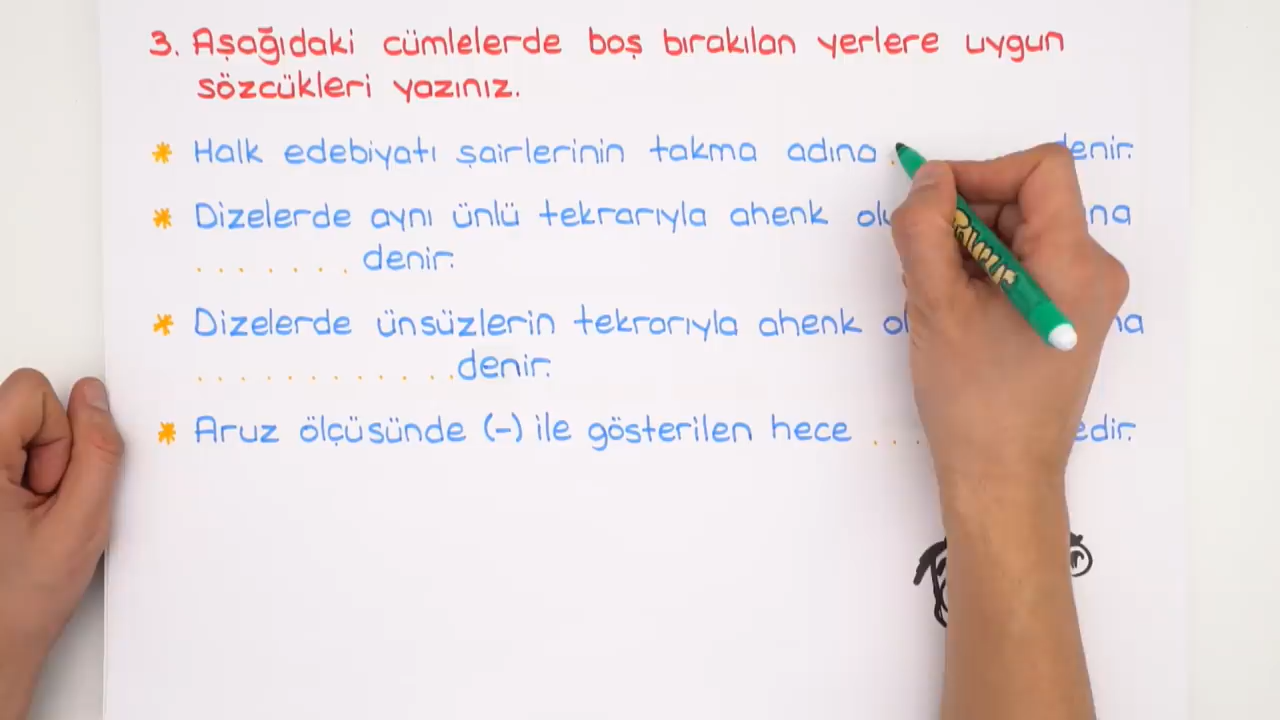 3. Aşağıdaki cümlelerde boş bırakılan yerlere uygun
sözcükleri yazınız.
* Halk edebiyatı şairlerinin takma adına . denir.
* Dizelerde aynı ünlü tekrarıyla ahenk
. . . . . . . denir.
* Dizelerde ünsüzlerin tekrarıyla ahenk
. . . . . . . . . . . . denir.
* Aruz ölçüsünde (-) ile gösterilen hece . . .